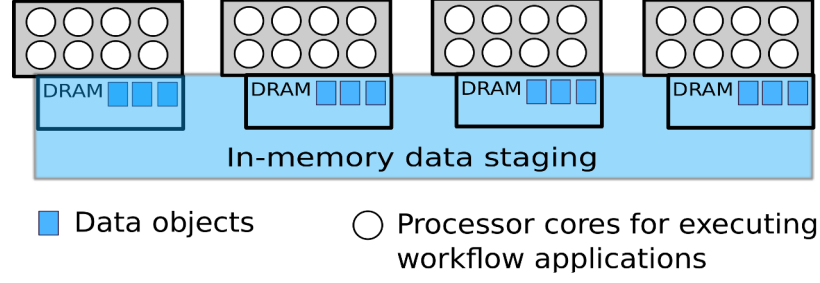 DRAM
DRAM
DRAM
DRAM
In-memory data staging
Data objects
Processor cores for executing
workflow applications